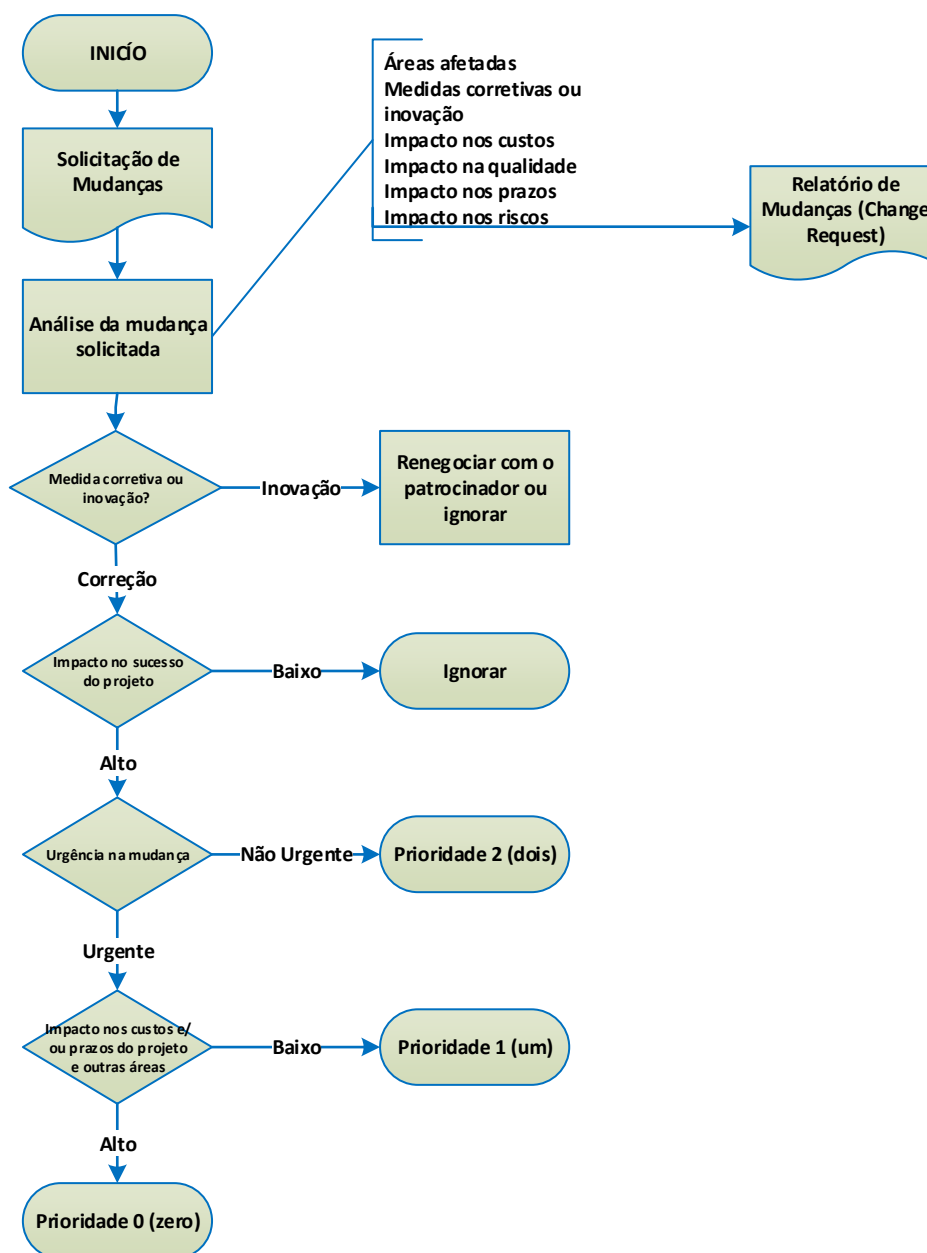 INICÍO
Solicitação de
Mudanças
Análise da mudança
solicitada
Áreas afetadas
Medidas corretivas ou
inovação
Impacto nos custos
Impacto na qualidade
Impacto nos prazos
Impacto nos riscos
Relatório de
Mudanças (Change
Request)
Medida corretiva ou
inovação?
Inovação
Renegociar com o
patrocinador ou
ignorar
Correção
Impacto no sucesso
do projeto
Baixo
Ignorar
Alto
Urgência na mudança
Não Urgente
Prioridade 2 (dois)
Urgente
Impacto nos custos e/
ou prazos do projeto
e outras áreas
Baixo
Prioridade 1 (um)
Alto
Prioridade 0 (zero)